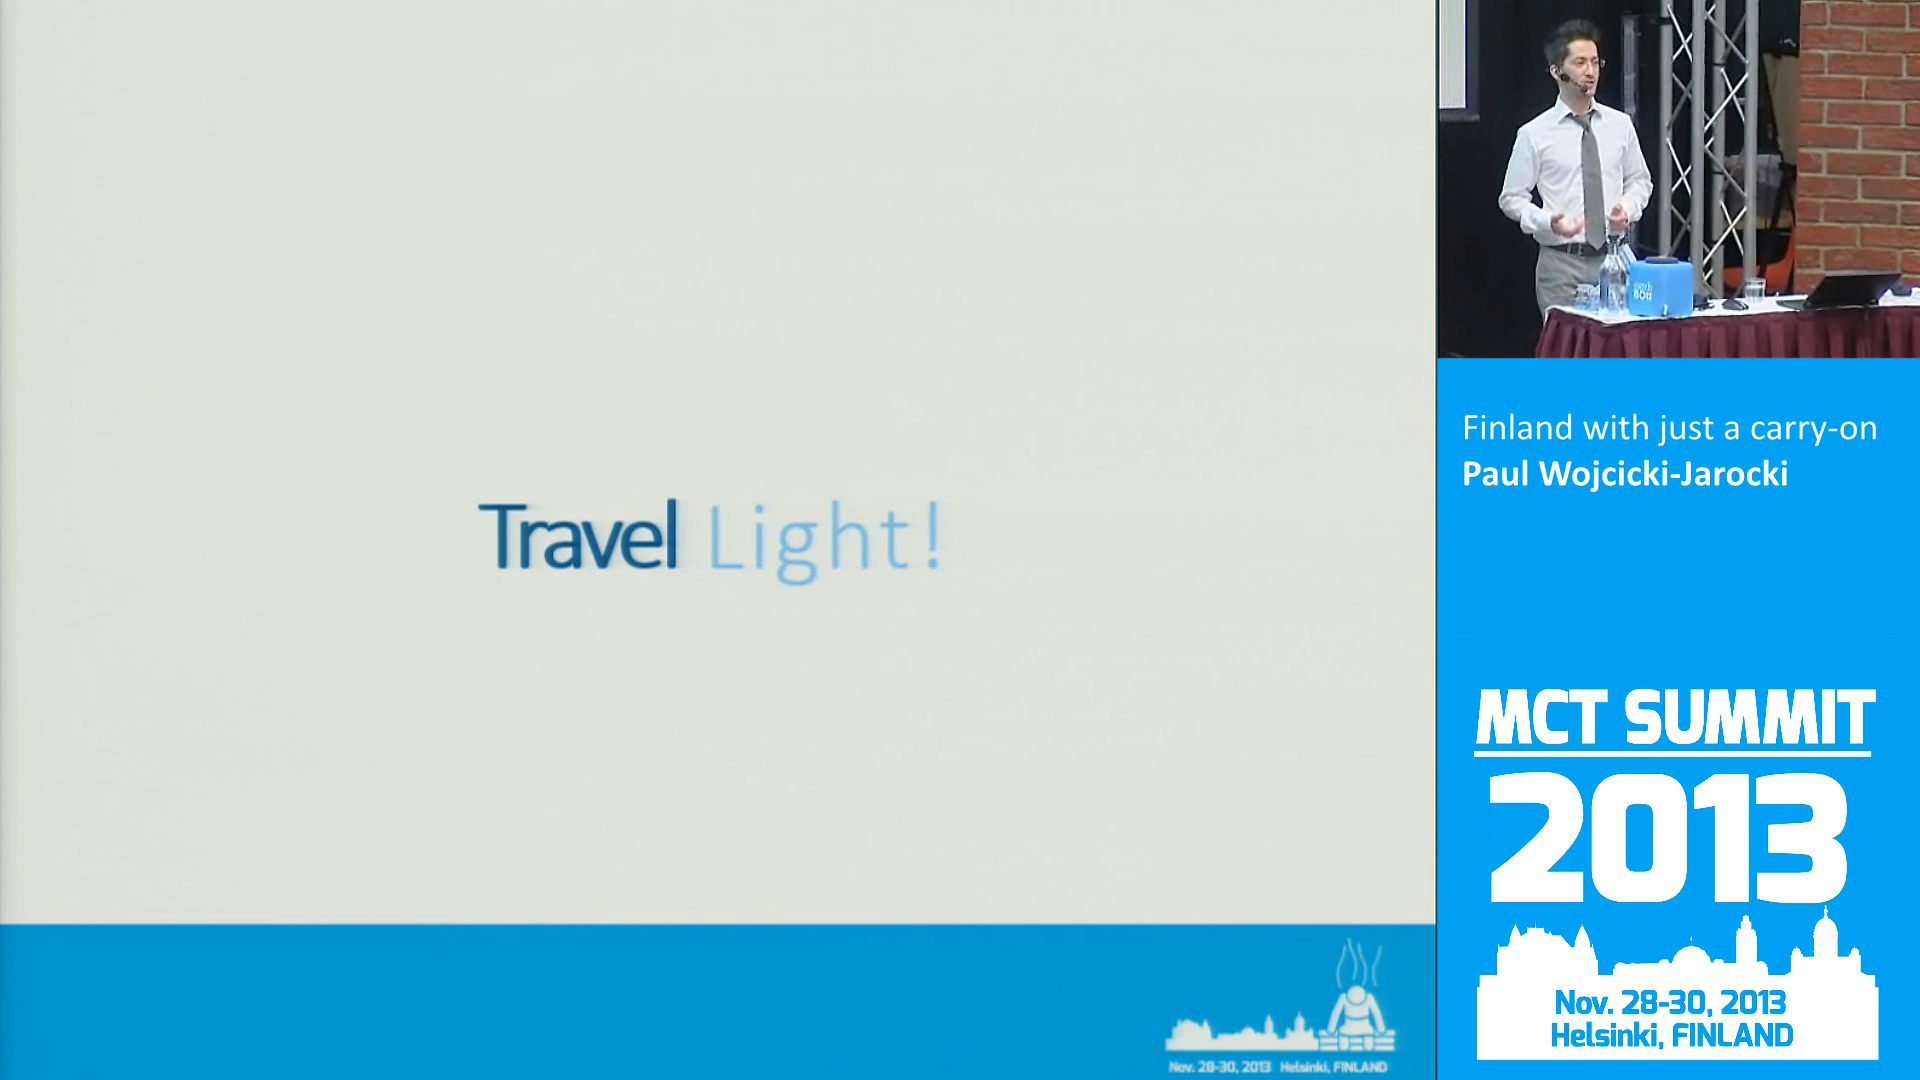 Travel Light!
Nov. 28-30, 2013 Helsinki, FINLAND
Finland with just a carry-on
Paul Wojcicki-Jarocki
MCT SUMMIT
2013
Nov. 28-30, 2013
Helsinki, FINLAND